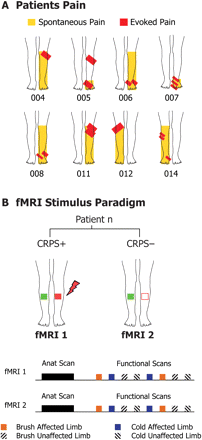 A Patients Pain
Spontaneous Pain Evoked Pain
004 005 006 007
008 011 012 014
B fMRI Stimulus Paradigm
Patient n
CRPS+ CRPS−
fMRI 1 fMRI 2
Anat Scan Functional Scans
fMRI 1
Anat Scan Functional Scans
fMRI 2
Brush Affected Limb Cold Affected Limb
Brush Unaffected Limb Cold Unaffected Limb